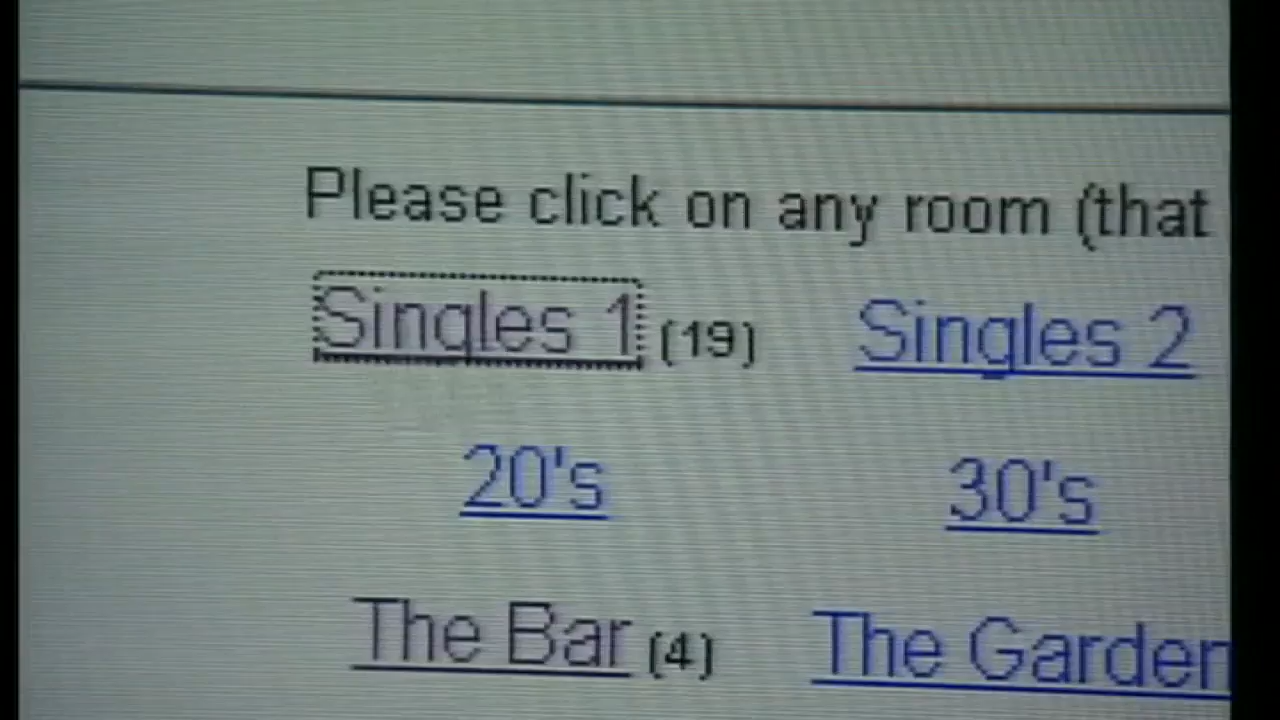 Please click on any room (that
Singles 1 (19) Singles 2
20's 30's
The Bar (4) The Garden